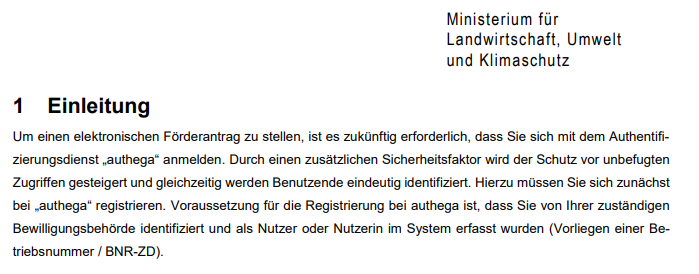 Ministerium für
Landwirtschaft, Umwelt
und Klimaschutz
1 Einleitung
Um einen elektronischen Förderantrag zu stellen, ist es zukünftig erforderlich, dass Sie sich mit dem Authentifi-
zierungsdienst „authega“ anmelden. Durch einen zusätzlichen Sicherheitsfaktor wird der Schutz vor unbefugten
Zugriffen gesteigert und gleichzeitig werden Benutzende eindeutig identifiziert. Hierzu müssen Sie sich zunächst
bei „authega“ registrieren. Voraussetzung für die Registrierung bei authega ist, dass Sie von Ihrer zuständigen
Bewilligungsbehörde identifiziert und als Nutzer oder Nutzerin im System erfasst wurden (Vorliegen einer Be-
triebsnummer / BNR-ZD).